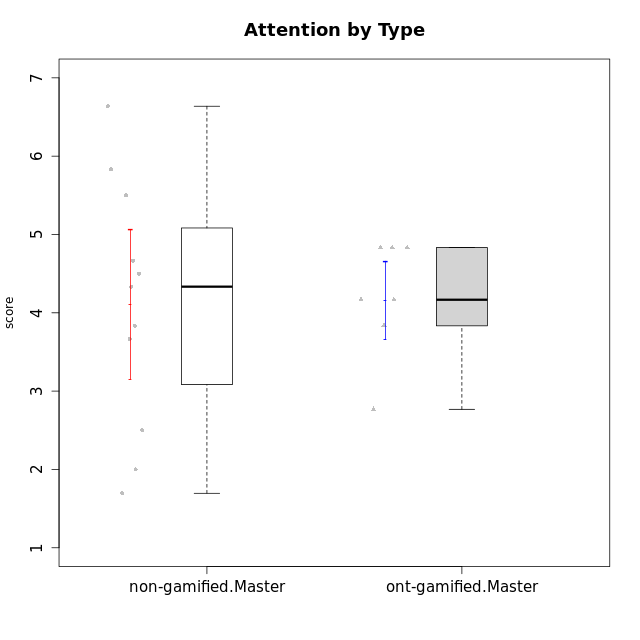 Attention by Type
score
7
6
5
4
3
2
1
non-gamified.Master
ont-gamified.Master